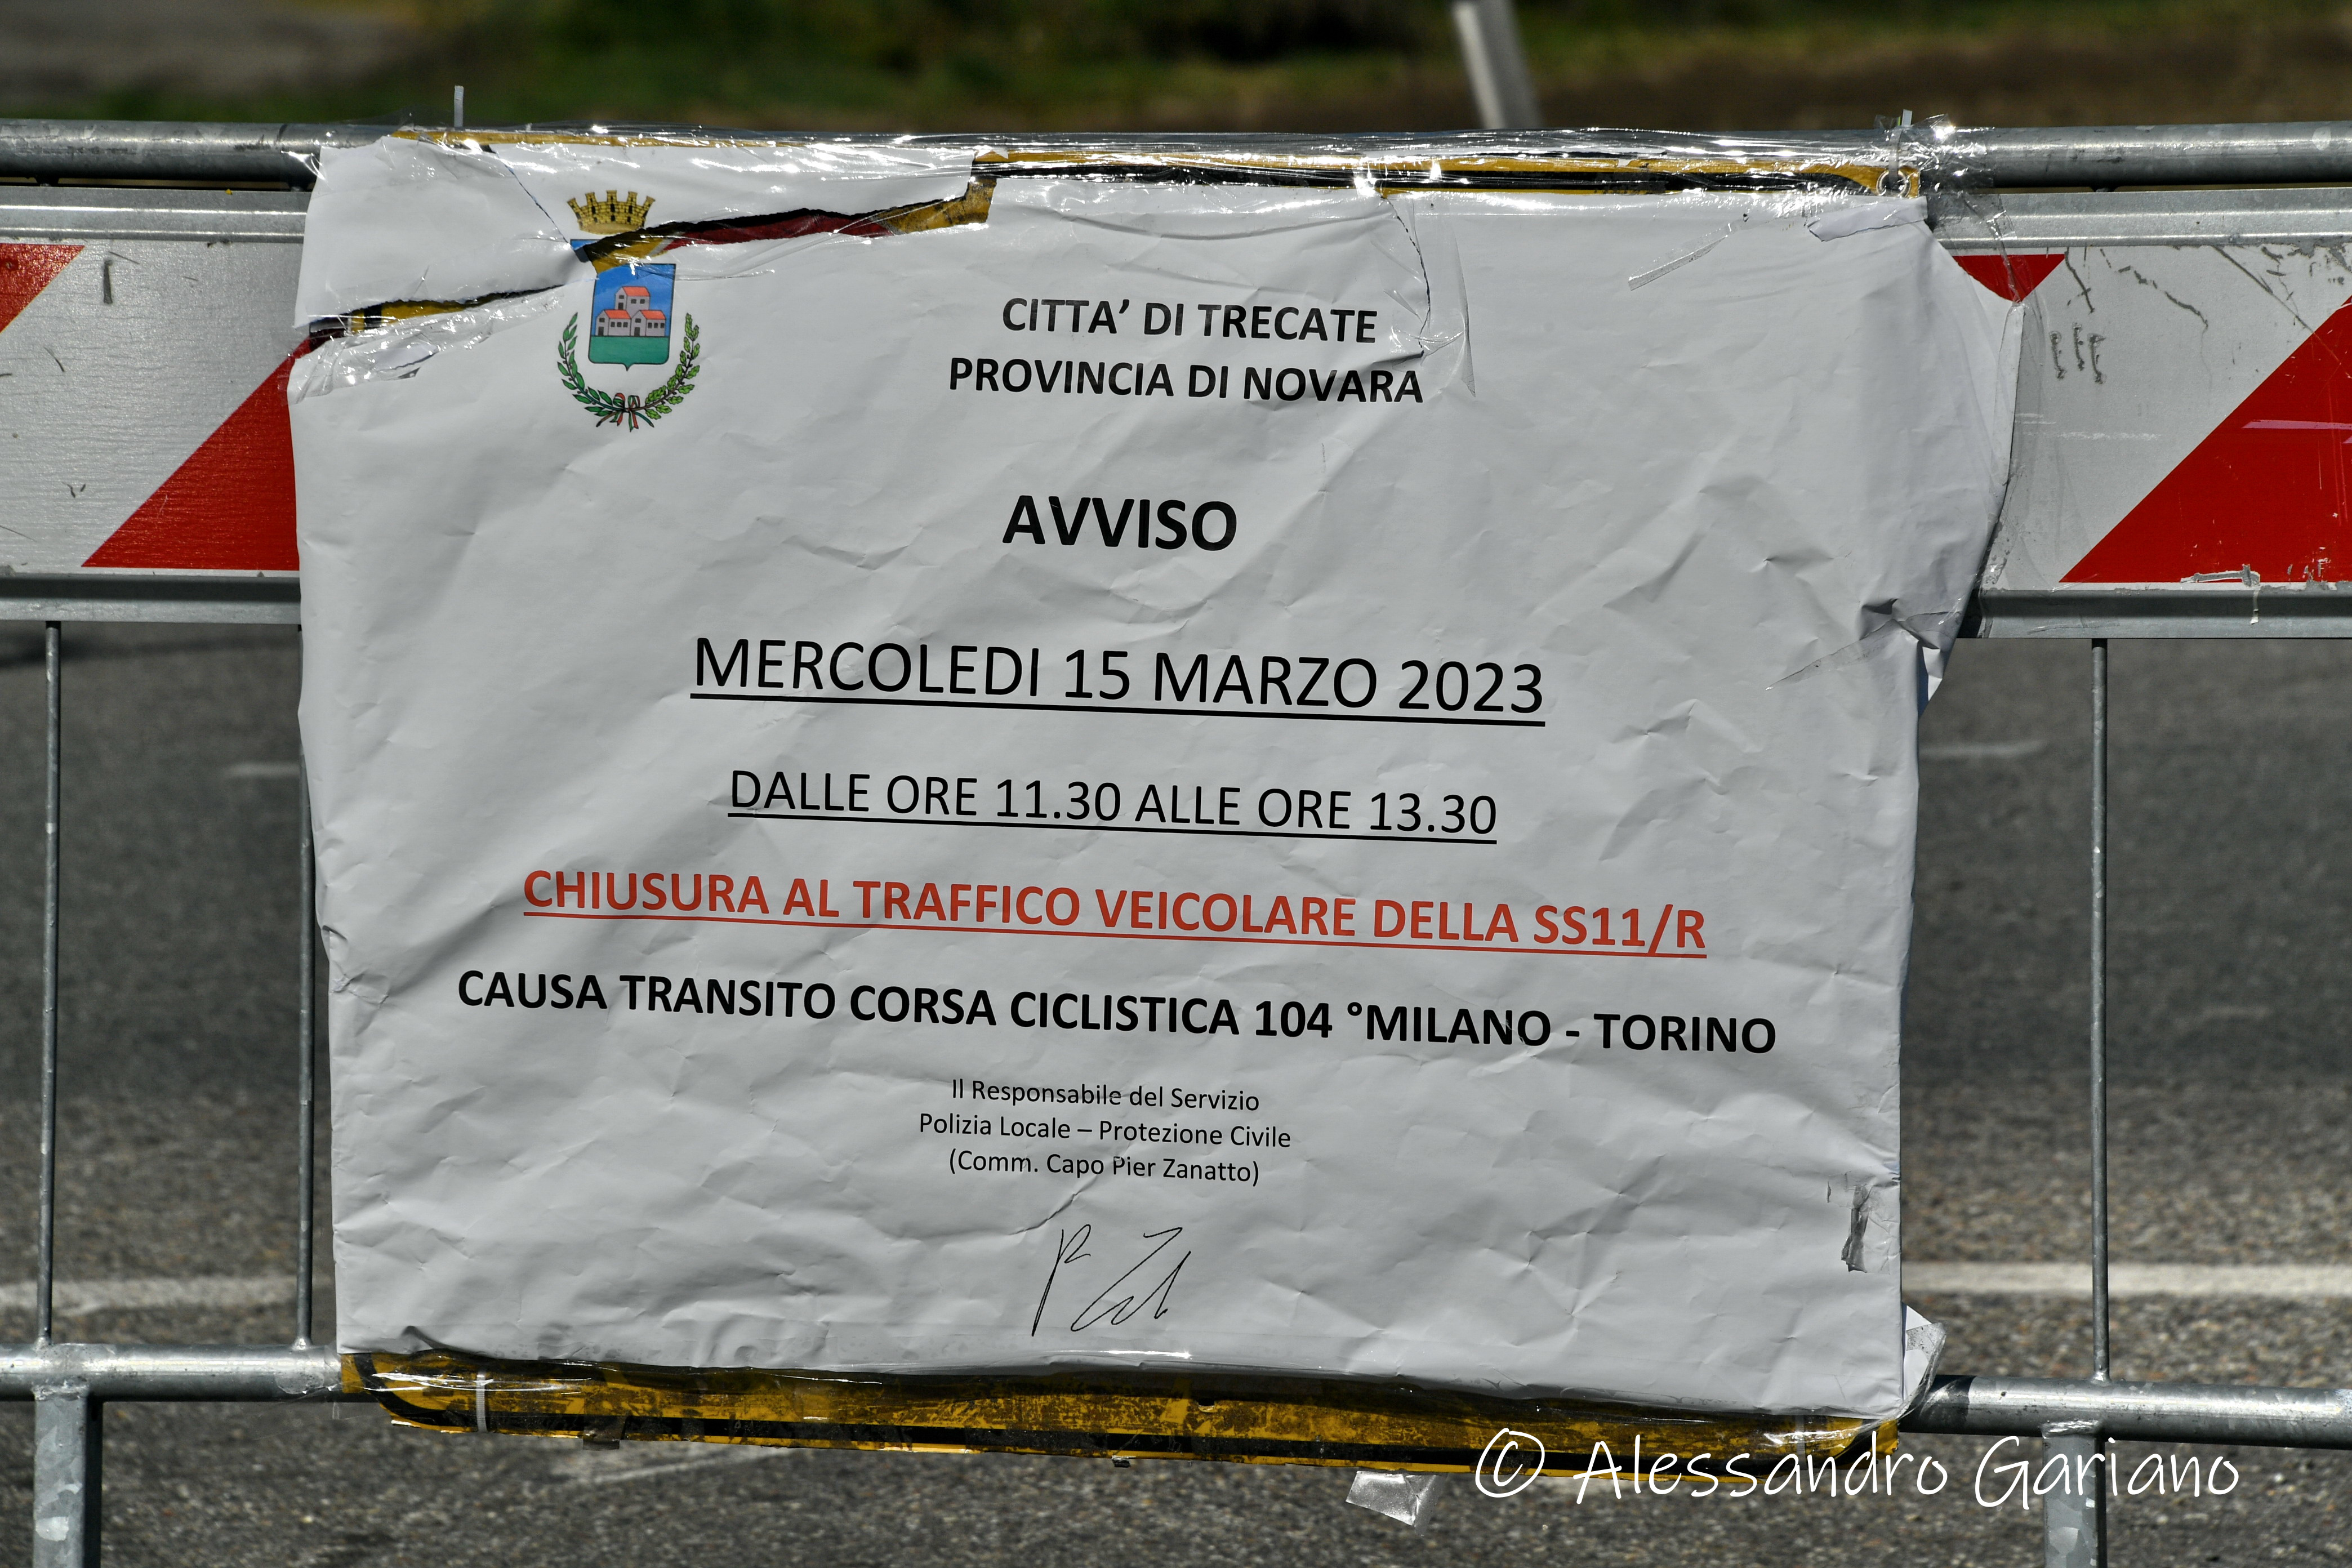 CITTA' DI TRECATE
PROVINCIA DI NOVARA
AVVISO
MERCOLEDI 15 MARZO 2023
DALLE ORE 11.30 ALLE ORE 13.30
CHIUSURA AL TRAFFICO VEICOLARE DELLA SS11/R
CAUSA TRANSITO CORSA CICLISTICA 104 °MILANO - TORINO
Il Responsabile del Servizio
Polizia Locale – Protezione Civile
(Comm. Capo Pier Zanatto)
© Alessandro Gariano